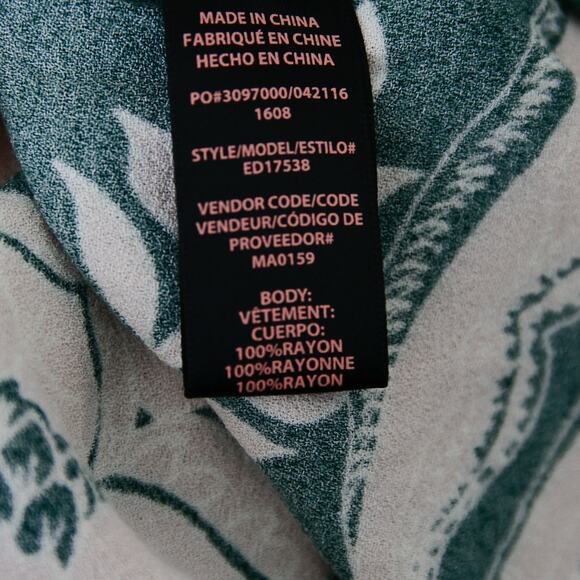 MADE IN CHINA
FABRIQUÉ EN CHINE
HECHO EN CHINA
PO#3097000/042116
1608
STYLE/MODEL/ESTILO#
ED17538
VENDOR CODE/CODE
VENDEUR/CÓDIGO DE
PROVEEDOR#
MA0159
BODY:
VÊTEMENT:
CUERPO:
100%RAYON
100%RAYONNE
100%RAYON